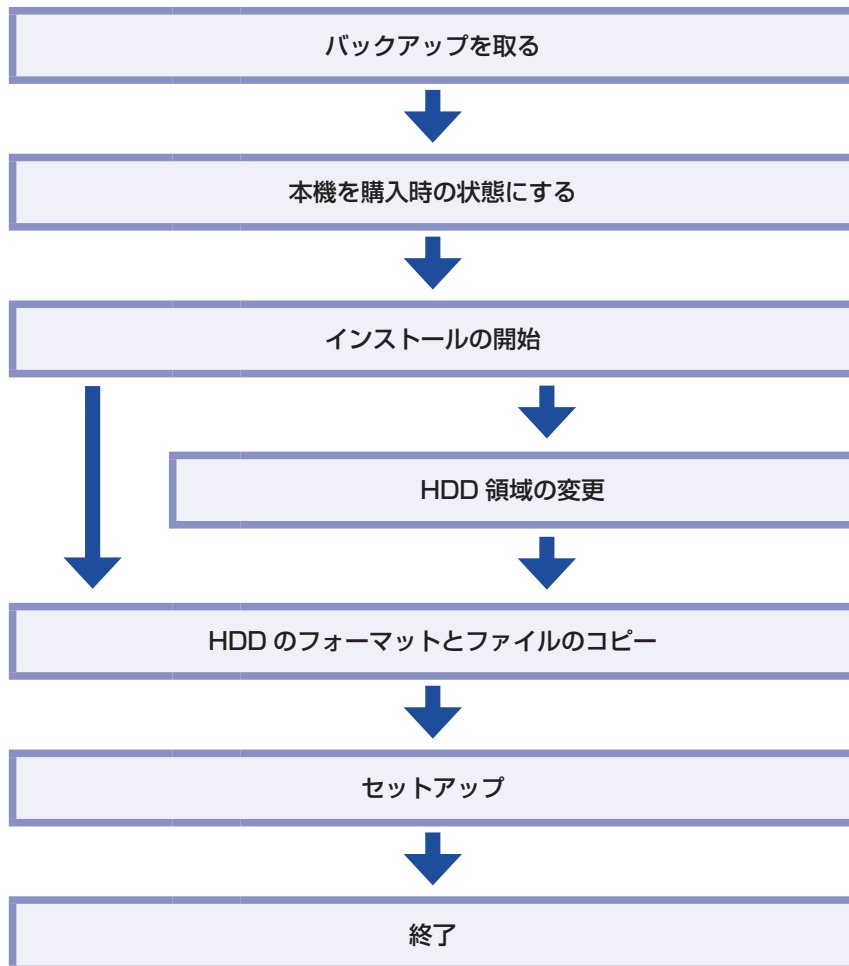 バックアップを取る
本機を購入時の状態にする
インストールの開始
HDD 領域の変更
HDD のフォーマットとファイルのコピー
セットアップ
終了